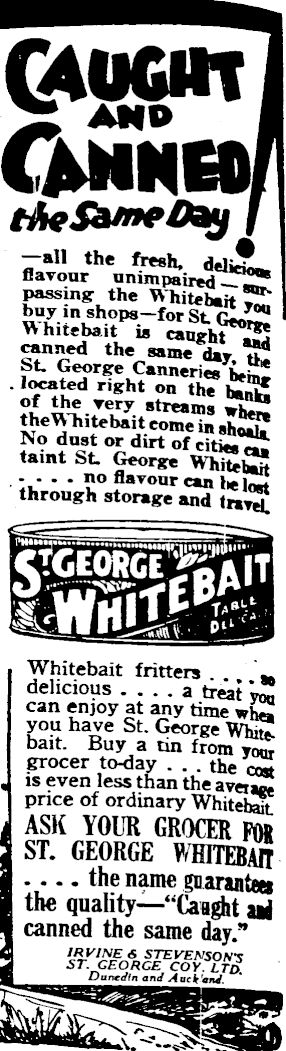 CAUGHT
AND
CANNED
the Same Day!
—all the fresh, delicious
flavour unimpaired — sur-
passing the Whitebait you
buy in shops—for St. George
Whitebait is caught and
canned the same day, the
St. George Canneries being
located right on the banks
of the very streams where
the Whitebait come in shoals.
No dust or dirt of cities can
taint St. George Whitebait
. . . . . no flavour can be lost
through storage and travel.
ST. GEORGE
WHITEBAIT
TABLE
Whitebait fritters . . . . so
delicious . . . . a treat you
can enjoy at any time when
you have St. George White-
bait. Buy a tin from your
grocer to-day . . . the cost
is even less than the average
price of ordinary Whitebait.
ASK YOUR GROCER FOR
ST. GEORGE WHITEBAIT
. . . . the name guarantees
the quality—“Caught and
canned the same day.”
IRVINE & STEVENSON'S
ST. GEORGE COY. LTD.
Dunedin and Auckland.